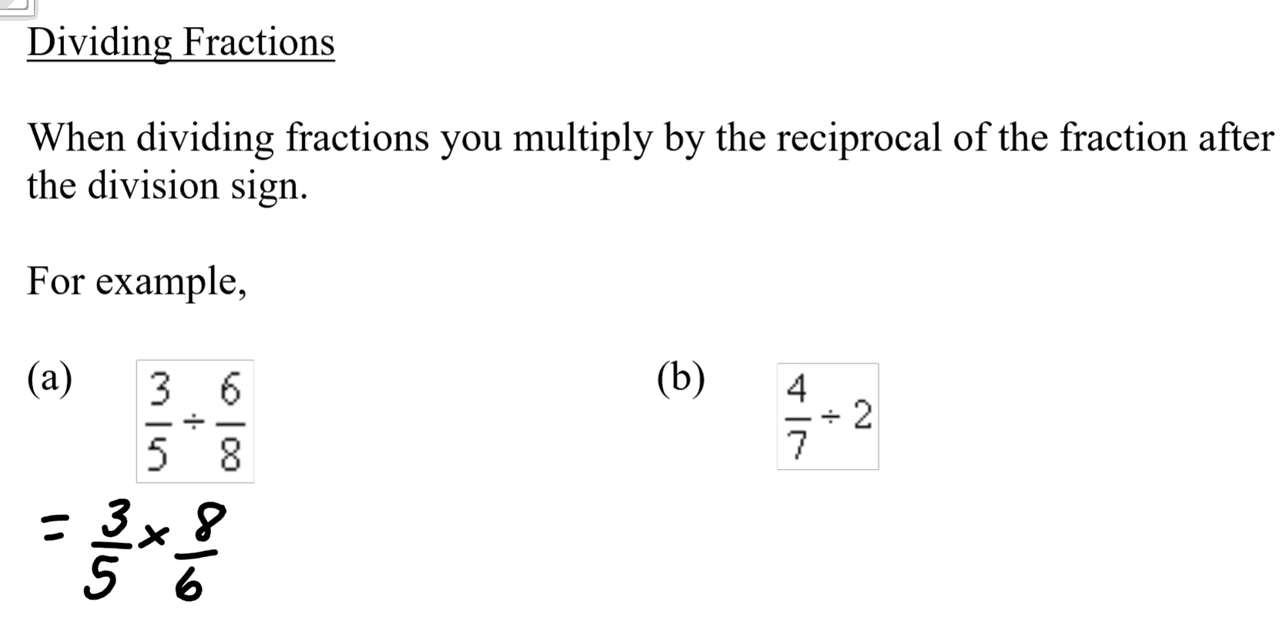 Dividing Fractions
When dividing fractions you multiply by the reciprocal of the fraction after
the division sign.
For example,
(a) 3/5 ÷ 6/8 (b) 4/7 ÷ 2
= 3/5 × 8/6